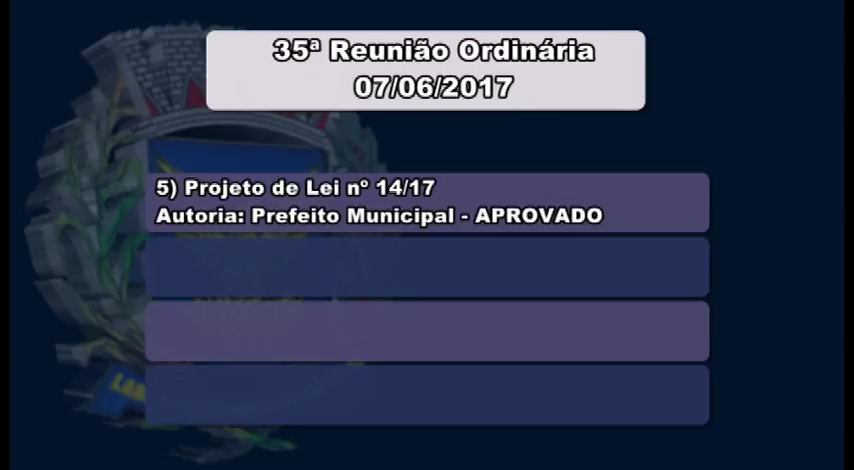 35ª Reunião Ordinária
07/06/2017
5) Projeto de Lei nº 14/17
Autoria: Prefeito Municipal - APROVADO